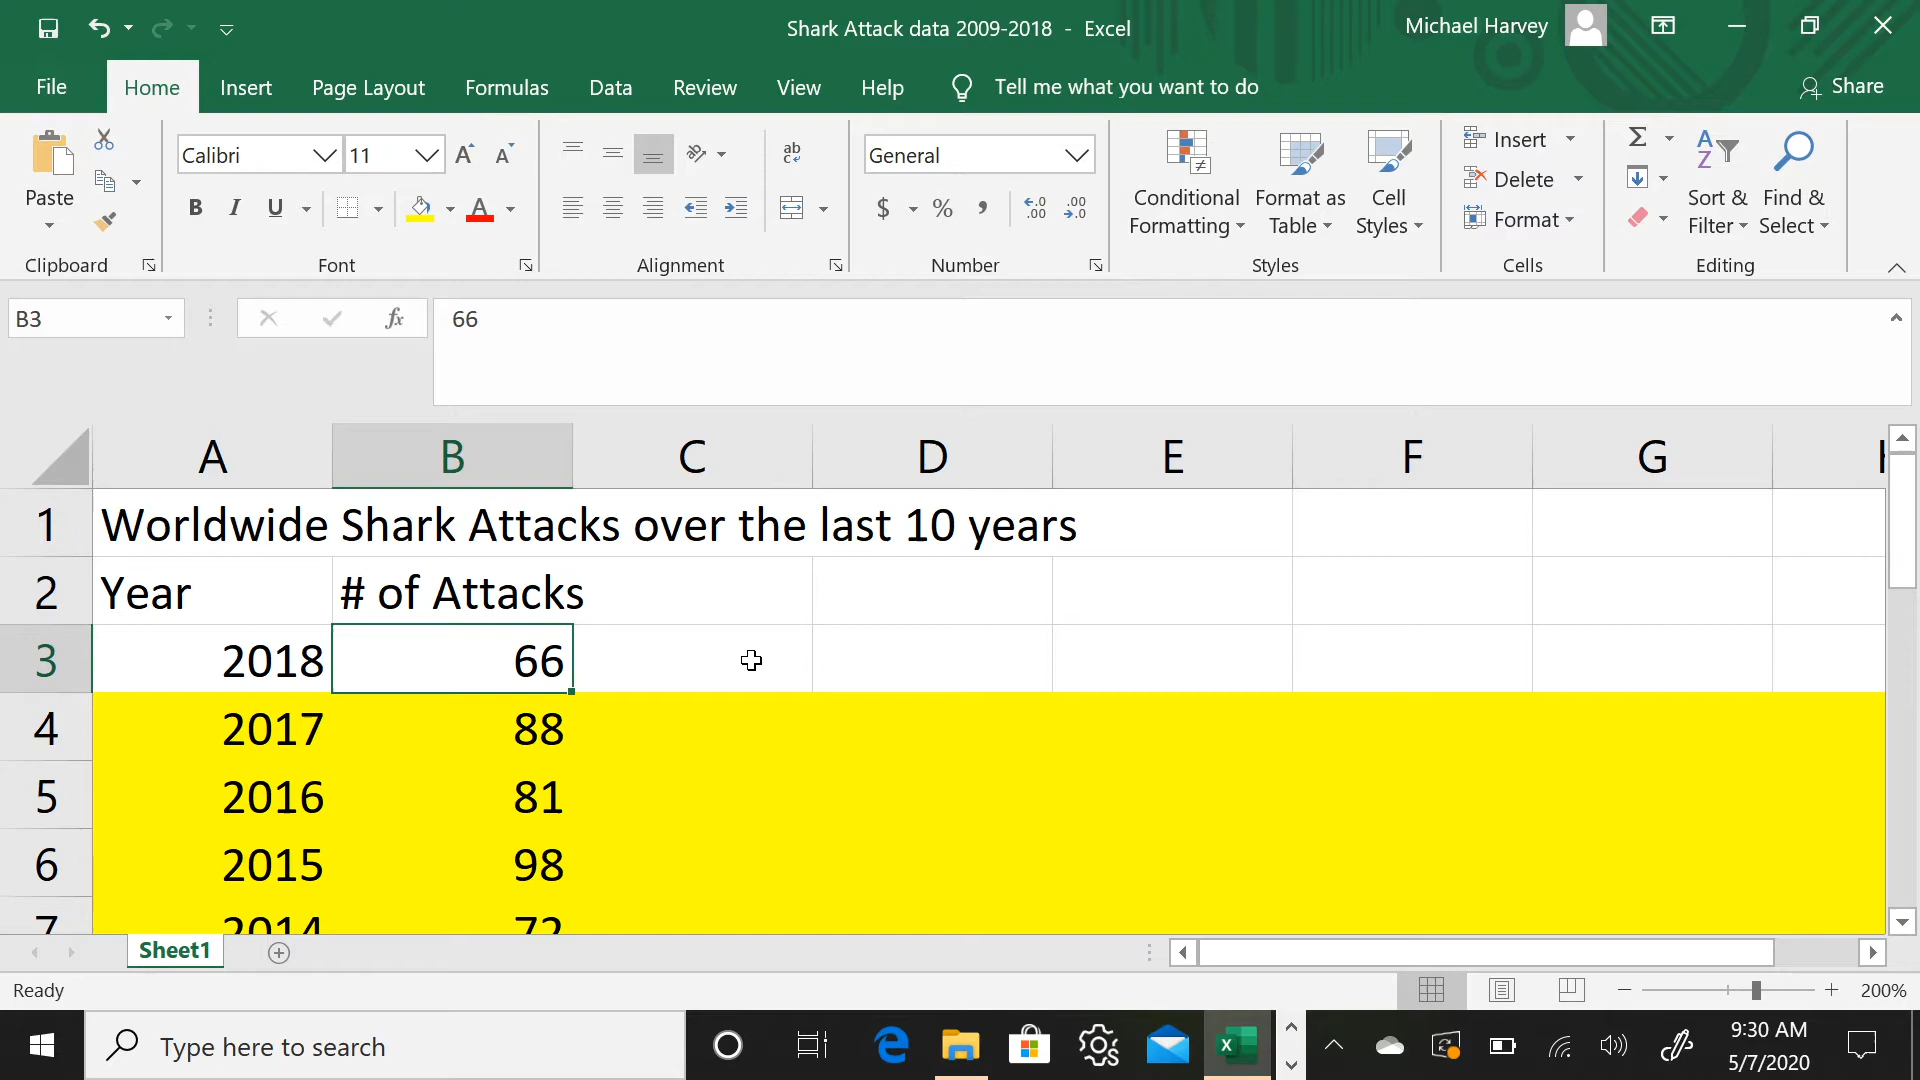 Shark Attack data 2009-2018 - Excel
Michael Harvey
File Home Insert Page Layout Formulas Data Review View Help Tell me what you want to do Share
Paste
Calibri 11
General
Conditional Formatting
Format as Table
Cell Styles
Insert
Delete
Format
Sort & Filter
Find & Select
Clipboard Font Alignment Number Styles Cells Editing
B3 fx 66
A B C D E F G
1 Worldwide Shark Attacks over the last 10 years
2 Year # of Attacks
3 2018 66
4 2017 88
5 2016 81
6 2015 98
7 2014 72
Sheet1
Ready 200%
Type here to search
9:30 AM
5/7/2020